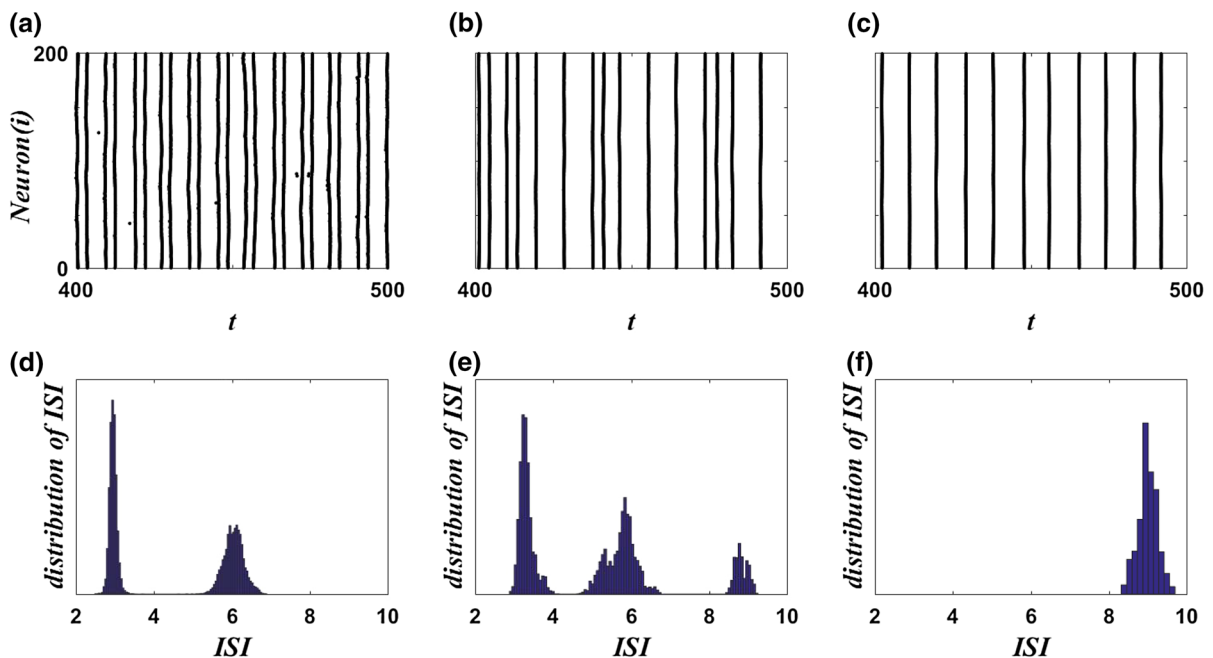 (a)
(b)
(c)
200
100
0
Neuron(i)
400
500
t
400
500
t
400
500
t
(d)
(e)
(f)
distribution of ISI
2
4
6
8
10
ISI
distribution of ISI
2
4
6
8
10
ISI
distribution of ISI
2
4
6
8
10
ISI